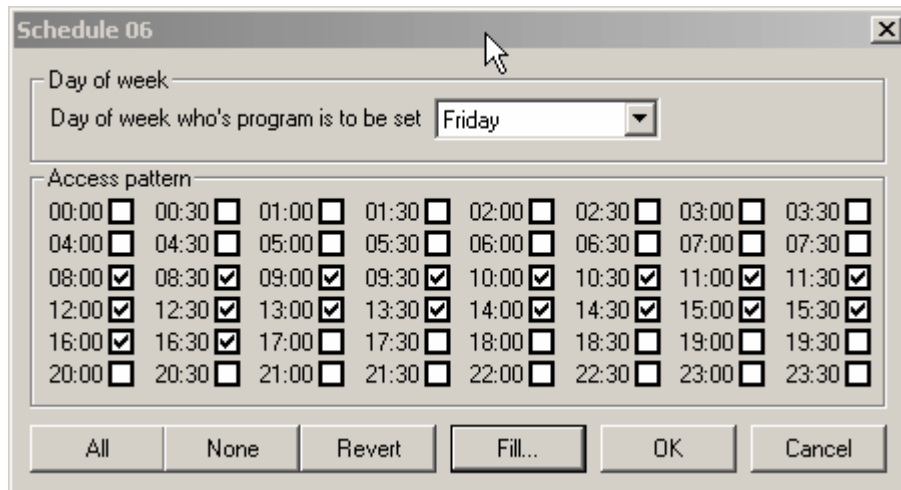 Schedule 06
Day of week
Day of week who's program is to be set Friday
Access pattern
00:00 00:30 01:00 01:30 02:00 02:30 03:00 03:30
04:00 04:30 05:00 05:30 06:00 06:30 07:00 07:30
08:00 08:30 09:00 09:30 10:00 10:30 11:00 11:30
12:00 12:30 13:00 13:30 14:00 14:30 15:00 15:30
16:00 16:30 17:00 17:30 18:00 18:30 19:00 19:30
20:00 20:30 21:00 21:30 22:00 22:30 23:00 23:30
All None Revert Fill... OK Cancel